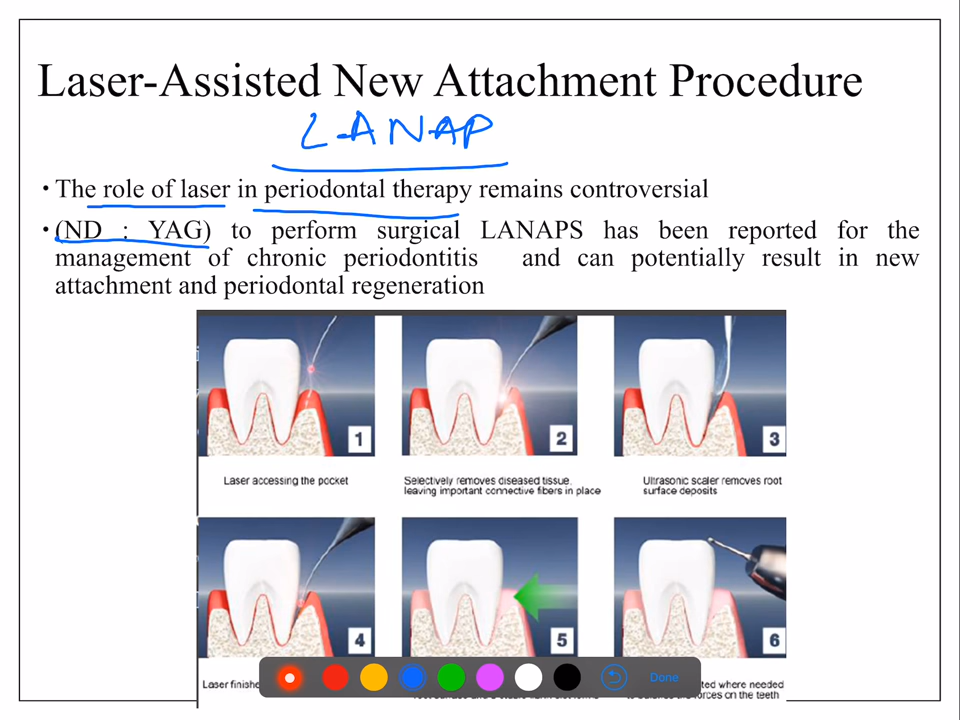 Laser-Assisted New Attachment Procedure
LANAP
• The role of laser in periodontal therapy remains controversial
• (ND : YAG) to perform surgical LANAPS has been reported for the
management of chronic periodontitis and can potentially result in new
attachment and periodontal regeneration
1
2
3
Laser accessing the pocket
Selectively removes diseased tissue,
leaving important connective fibers in place
Ultrasonic scaler removes root
surface deposits
4
5
6
Laser finishe
Done
where needed
forces on the teeth